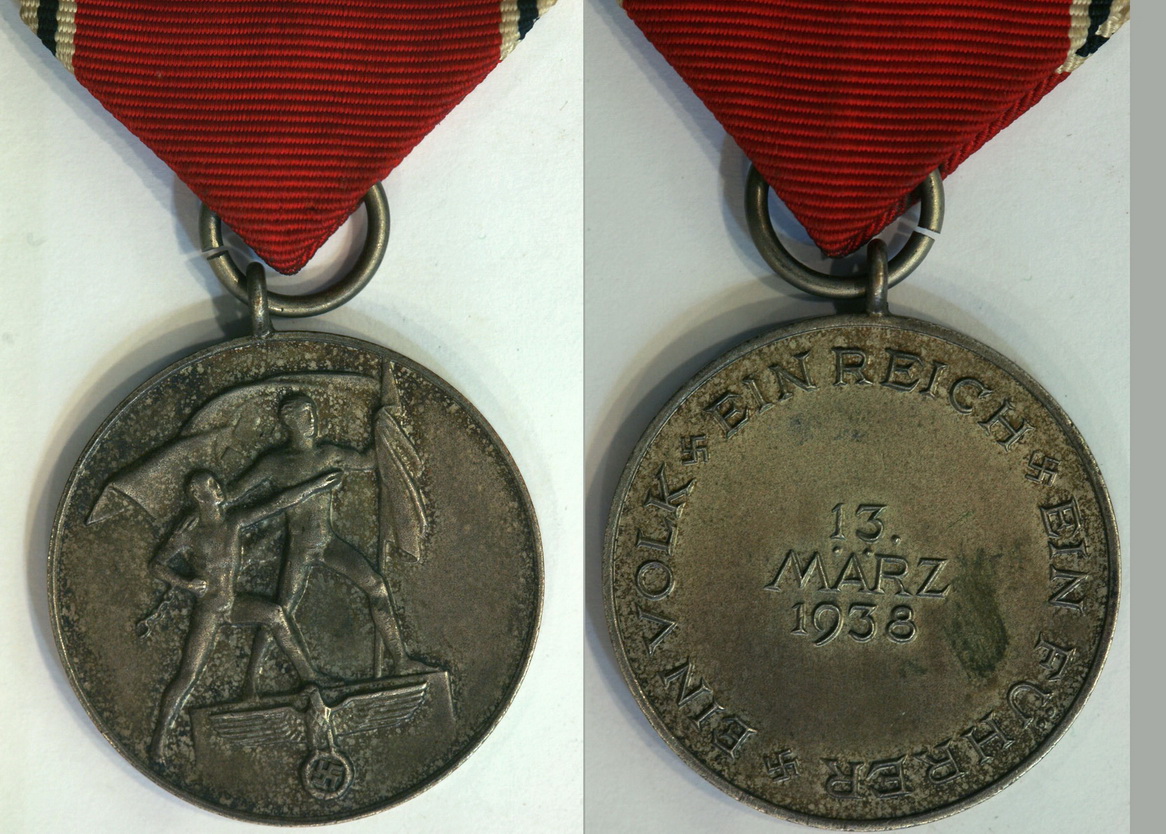 EIN VOLK EIN REICH EIN FÜHRER
13.
MÄRZ
1938